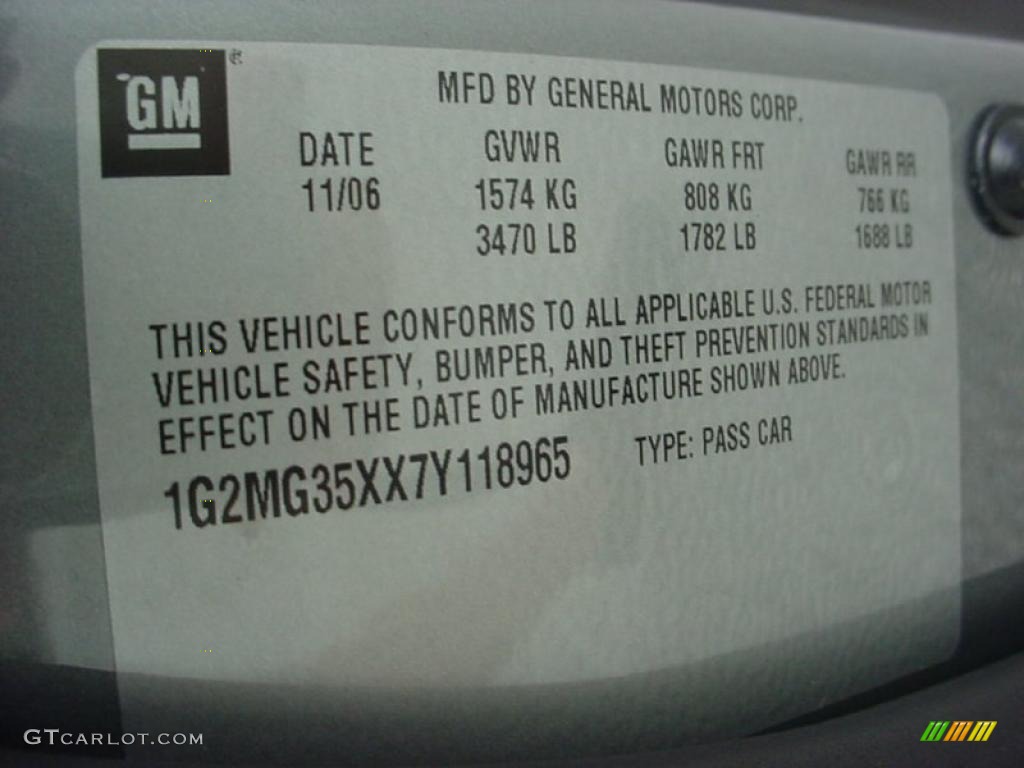 GM
MFD BY GENERAL MOTORS CORP.
DATE GVWR GAWR FRT GAWR RR
11/06 1574 KG 808 KG 766 KG
3470 LB 1782 LB 1688 LB
THIS VEHICLE CONFORMS TO ALL APPLICABLE U.S. FEDERAL MOTOR
VEHICLE SAFETY, BUMPER, AND THEFT PREVENTION STANDARDS IN
EFFECT ON THE DATE OF MANUFACTURE SHOWN ABOVE.
1G2MG35XX7Y118965 TYPE: PASS CAR
GTCARLOT.COM